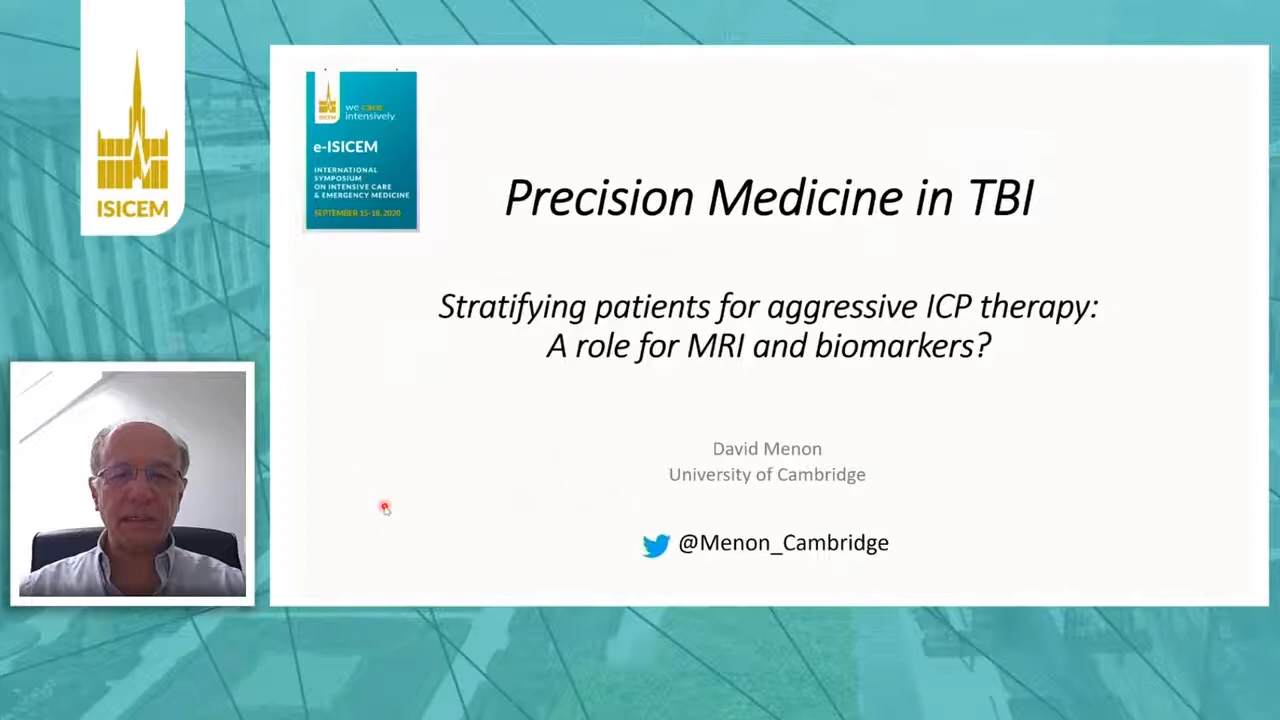 ISICEM
ISICEM
we care
intensively
e-ISICEM
INTERNATIONAL
SYMPOSIUM
ON INTENSIVE CARE
& EMERGENCY MEDICINE
SEPTEMBER 15-18, 2020
Precision Medicine in TBI
Stratifying patients for aggressive ICP therapy:
A role for MRI and biomarkers?
David Menon
University of Cambridge
@Menon_Cambridge